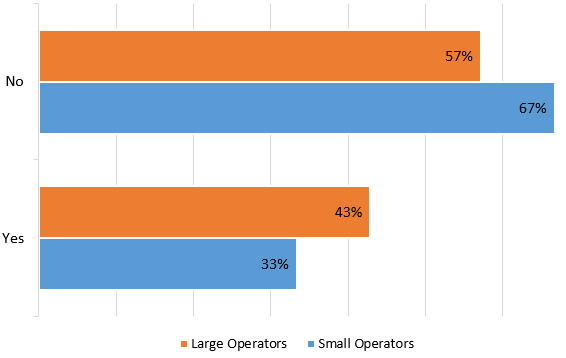 57%
No
67%
43%
Yes
33%
Large Operators Small Operators